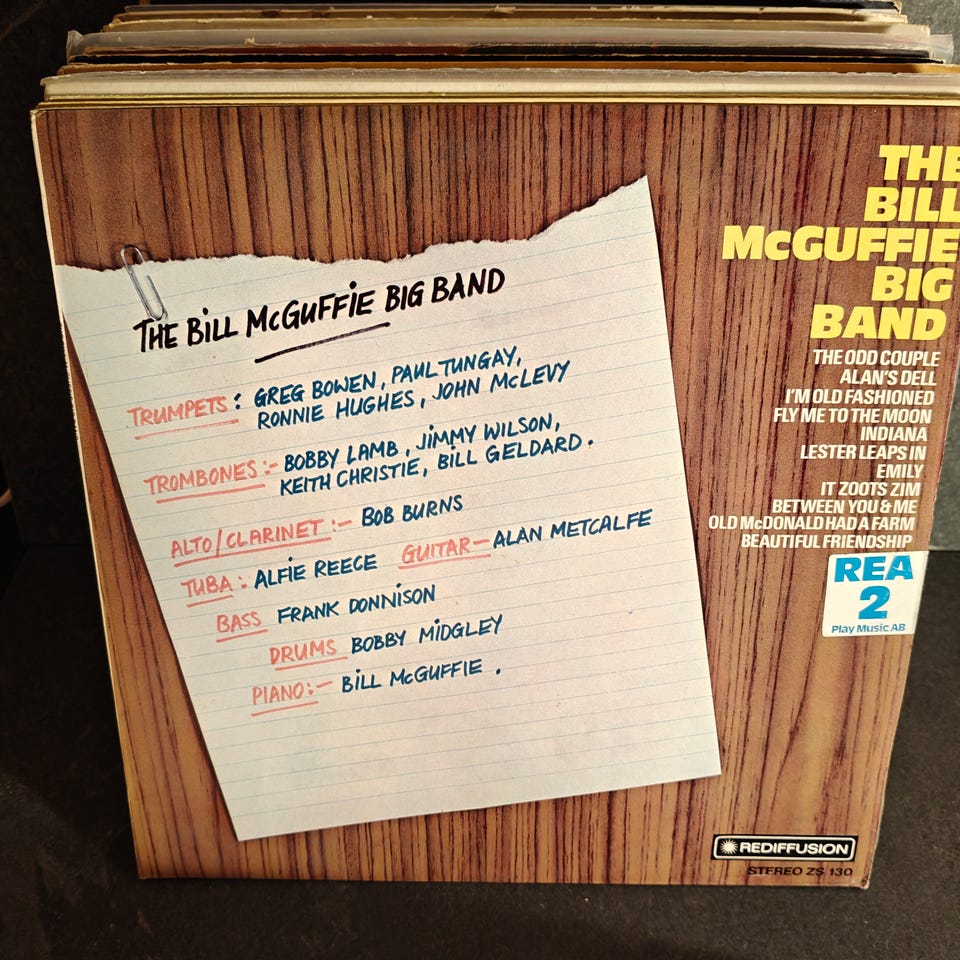 THE BILL McGUFFIE BIG BAND
TRUMPETS: GREG BOWEN, PAUL TUNGAY,
RONNIE HUGHES, JOHN McLEVY
TROMBONES:- BOBBY LAMB, JIMMY WILSON,
KEITH CHRISTIE, BILL GELDARD.
ALTO/CLARINET:- BOB BURNS
TUBA: ALFIE REECE GUITAR- ALAN METCALFE
BASS FRANK DONNISON
DRUMS BOBBY MIDGLEY
PIANO:- BILL McGUFFIE.
THE
BILL
McGUFFIE
BIG
BAND
THE ODD COUPLE
ALAN'S DELL
I'M OLD FASHIONED
FLY ME TO THE MOON
INDIANA
LESTER LEAPS IN
EMILY
IT ZOOTS ZIM
BETWEEN YOU & ME
OLD McDONALD HAD A FARM
BEAUTIFUL FRIENDSHIP
REA
2
Play Music AB
REDIFFUSION
STEREO ZS 130